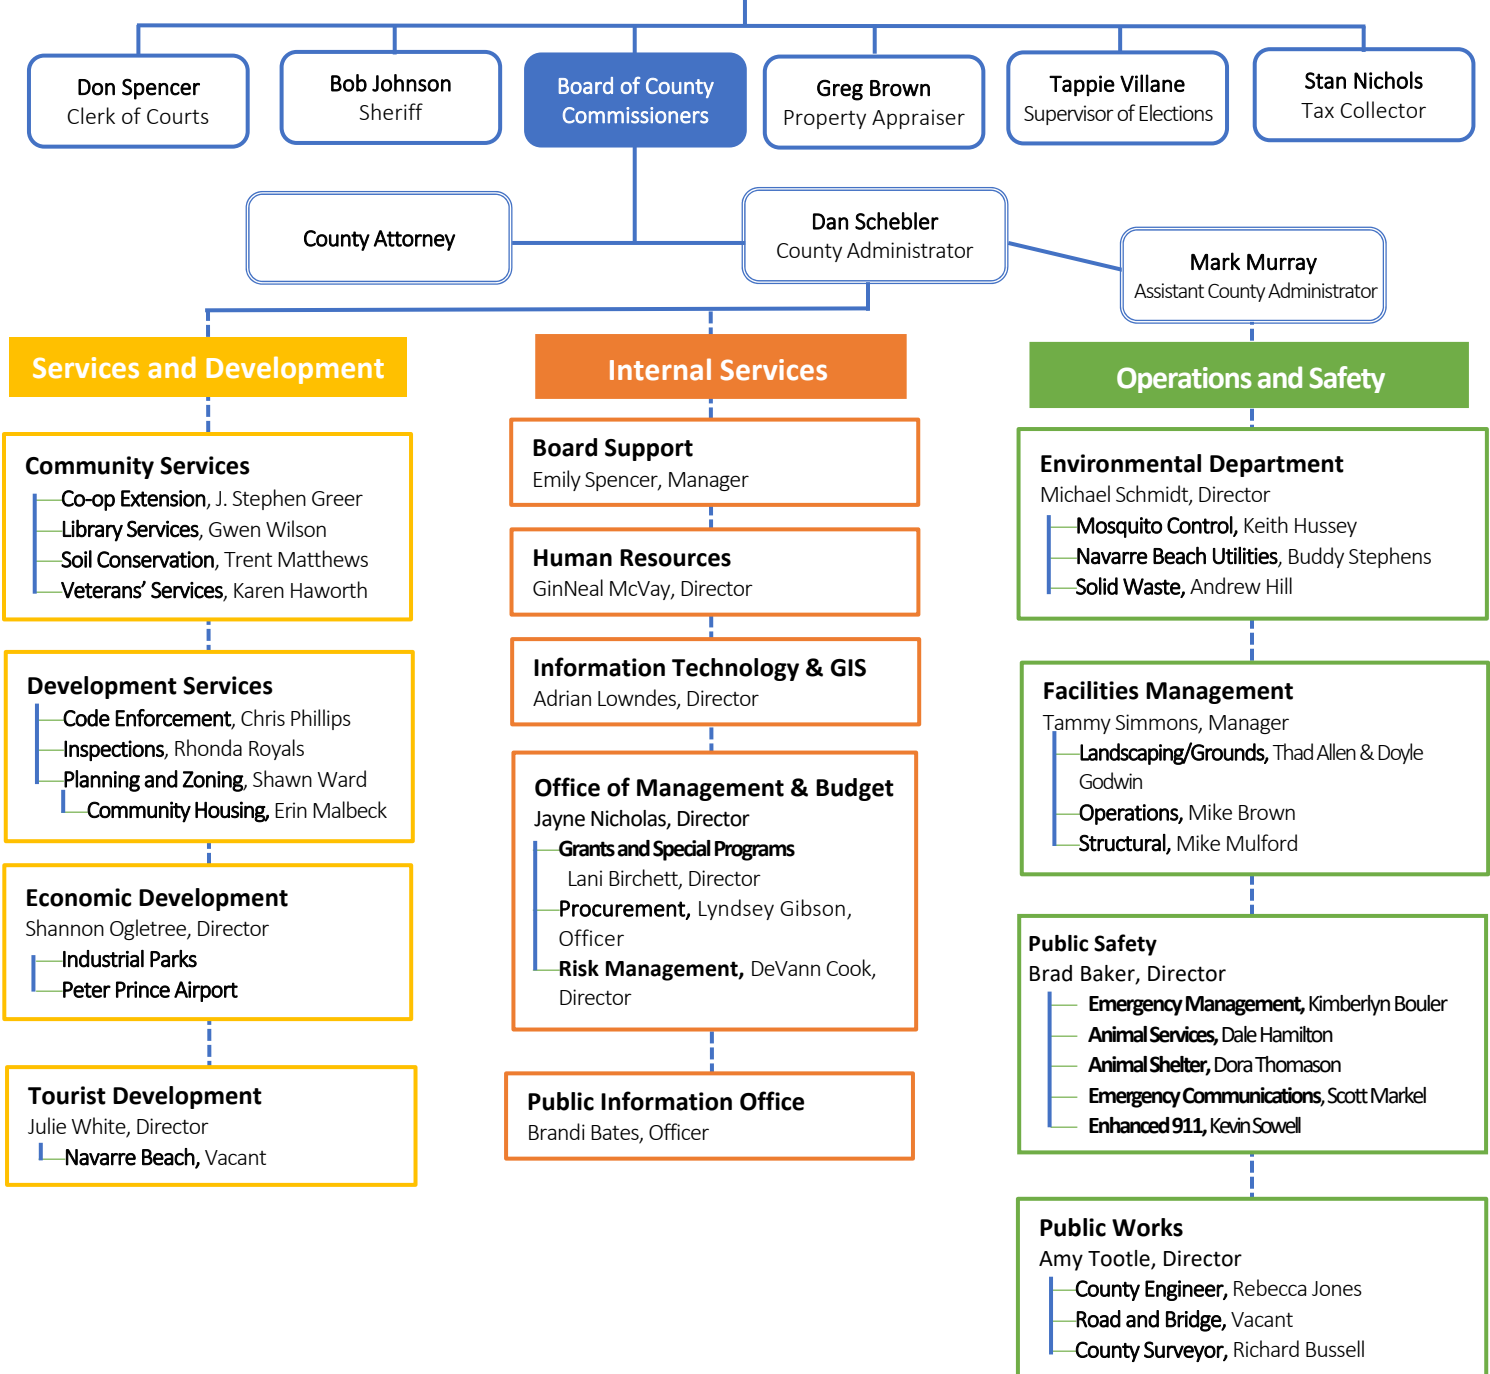 Don Spencer
Clerk of Courts
Bob Johnson
Sheriff
Board of County
Commissioners
Greg Brown
Property Appraiser
Tappie Villane
Supervisor of Elections
Stan Nichols
Tax Collector
County Attorney
Dan Schebler
County Administrator
Mark Murray
Assistant County Administrator
Services and Development
Community Services
Co-op Extension, J. Stephen Greer
Library Services, Gwen Wilson
Soil Conservation, Trent Matthews
Veterans’ Services, Karen Haworth
Development Services
Code Enforcement, Chris Phillips
Inspections, Rhonda Royals
Planning and Zoning, Shawn Ward
Community Housing, Erin Malbeck
Economic Development
Shannon Ogletree, Director
Industrial Parks
Peter Prince Airport
Tourist Development
Julie White, Director
Navarre Beach, Vacant
Internal Services
Board Support
Emily Spencer, Manager
Human Resources
GinNeal McVay, Director
Information Technology & GIS
Adrian Lowndes, Director
Office of Management & Budget
Jayne Nicholas, Director
Grants and Special Programs
Lani Birchett, Director
Procurement, Lyndsey Gibson,
Officer
Risk Management, DeVann Cook,
Director
Public Information Office
Brandi Bates, Officer
Operations and Safety
Environmental Department
Michael Schmidt, Director
Mosquito Control, Keith Hussey
Navarre Beach Utilities, Buddy Stephens
Solid Waste, Andrew Hill
Facilities Management
Tammy Simmons, Manager
Landscaping/Grounds, Thad Allen & Doyle
Godwin
Operations, Mike Brown
Structural, Mike Mulford
Public Safety
Brad Baker, Director
Emergency Management, Kimberlyn Bouler
Animal Services, Dale Hamilton
Animal Shelter, Dora Thomason
Emergency Communications, Scott Markel
Enhanced 911, Kevin Sowell
Public Works
Amy Tootle, Director
County Engineer, Rebecca Jones
Road and Bridge, Vacant
County Surveyor, Richard Bussell